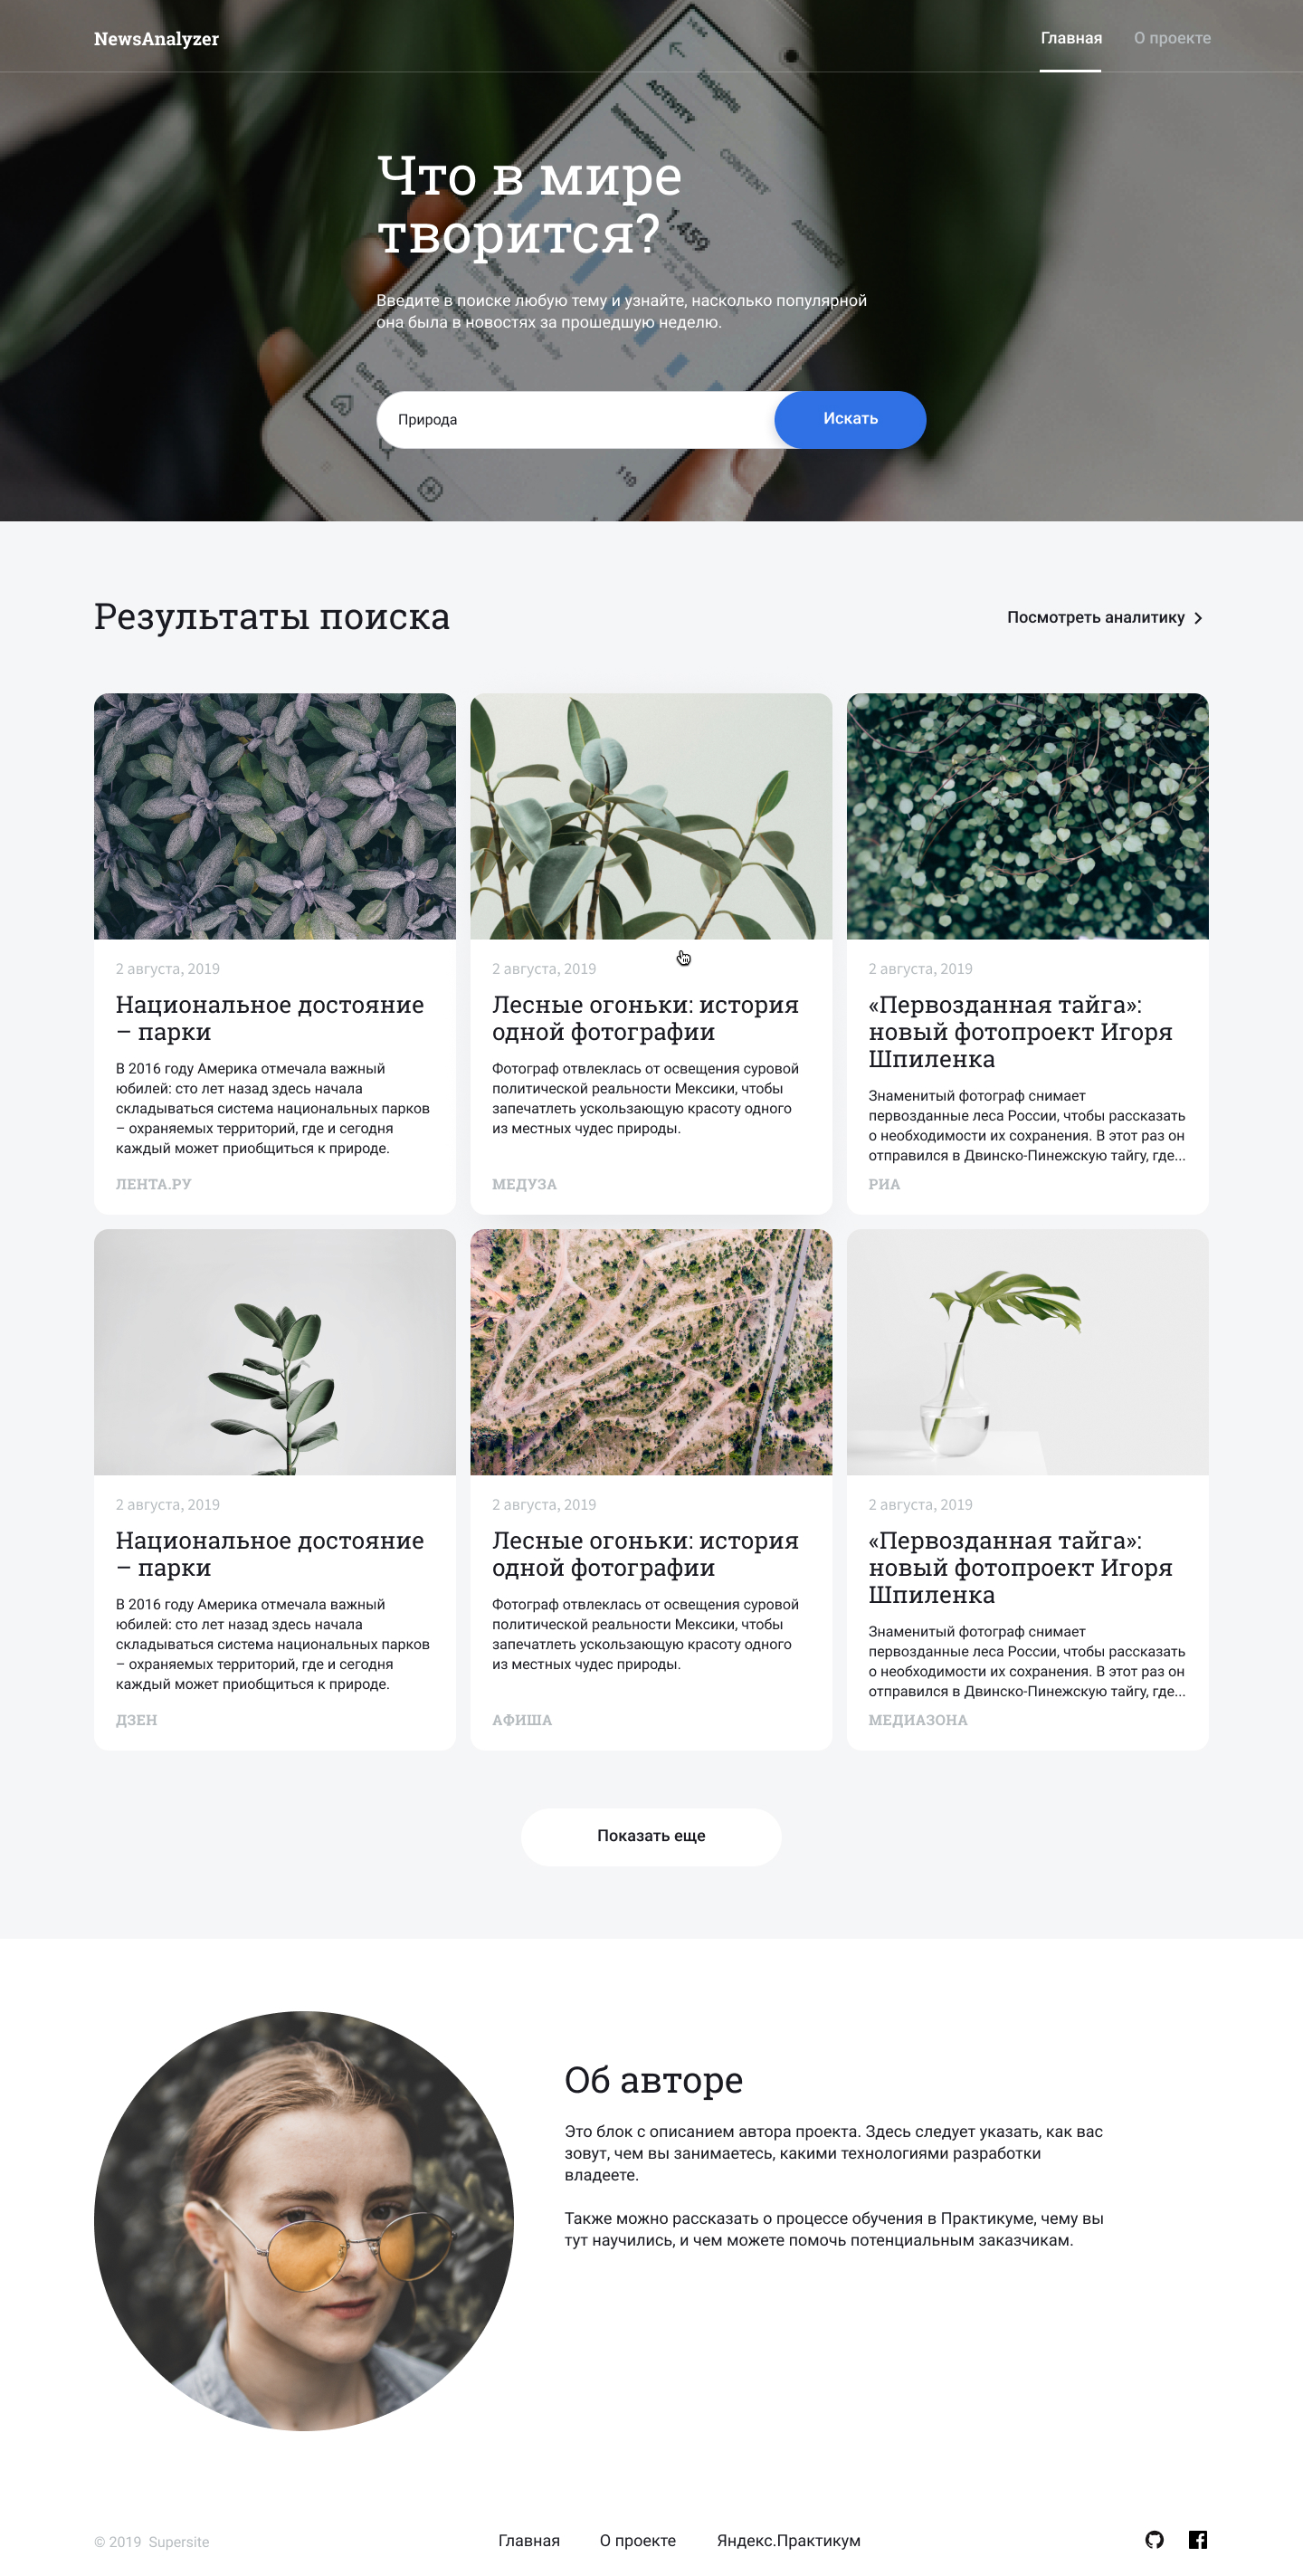 NewsAnalyzer
Главная
О проекте
Insights
ACTIVITY
CONTENT
AUDIENCE
Interactions
1,459
Что в мире
творится?
Введите в поиске любую тему и узнайте, насколько популярной
она была в новостях за прошедшую неделю.
Природа
Искать
Результаты поиска
Посмотреть аналитику
2 августа, 2019
Национальное достояние
– парки
В 2016 году Америка отмечала важный
юбилей: сто лет назад здесь начала
складываться система национальных парков
– охраняемых территорий, где и сегодня
каждый может приобщиться к природе.
ЛЕНТА.РУ
2 августа, 2019
Лесные огоньки: история
одной фотографии
Фотограф отвлеклась от освещения суровой
политической реальности Мексики, чтобы
запечатлеть ускользающую красоту одного
из местных чудес природы.
МЕДУЗА
2 августа, 2019
«Первозданная тайга»:
новый фотопроект Игоря
Шпиленка
Знаменитый фотограф снимает
первозданные леса России, чтобы рассказать
о необходимости их сохранения. В этот раз он
отправился в Двинско-Пинежскую тайгу, где...
РИА
2 августа, 2019
Национальное достояние
– парки
В 2016 году Америка отмечала важный
юбилей: сто лет назад здесь начала
складываться система национальных парков
– охраняемых территорий, где и сегодня
каждый может приобщиться к природе.
ДЗЕН
2 августа, 2019
Лесные огоньки: история
одной фотографии
Фотограф отвлеклась от освещения суровой
политической реальности Мексики, чтобы
запечатлеть ускользающую красоту одного
из местных чудес природы.
АФИША
2 августа, 2019
«Первозданная тайга»:
новый фотопроект Игоря
Шпиленка
Знаменитый фотограф снимает
первозданные леса России, чтобы рассказать
о необходимости их сохранения. В этот раз он
отправился в Двинско-Пинежскую тайгу, где...
МЕДИАЗОНА
Показать еще
Об авторе
Это блок с описанием автора проекта. Здесь следует указать, как вас
зовут, чем вы занимаетесь, какими технологиями разработки
владеете.
Также можно рассказать о процессе обучения в Практикуме, чему вы
тут научились, и чем можете помочь потенциальным заказчикам.
© 2019 Supersite
Главная
О проекте
Яндекс.Практикум